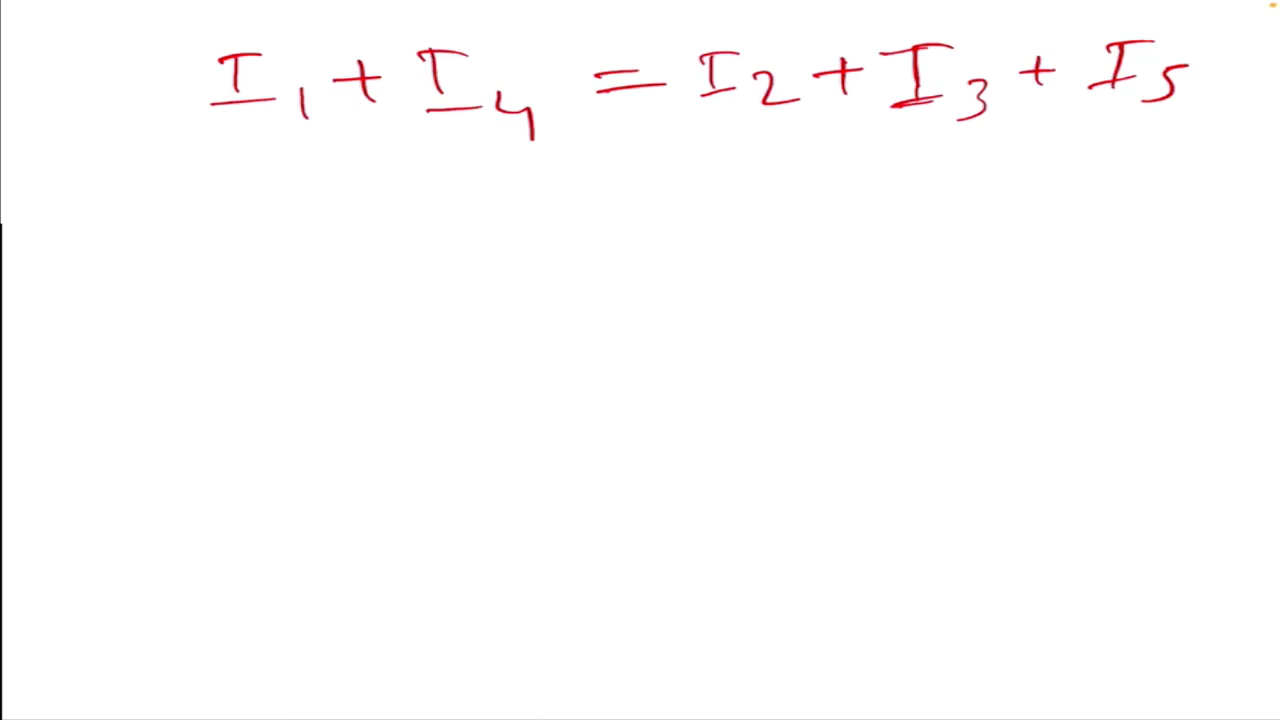 I₁ + I₄ = I₂ + I₃ + I₅